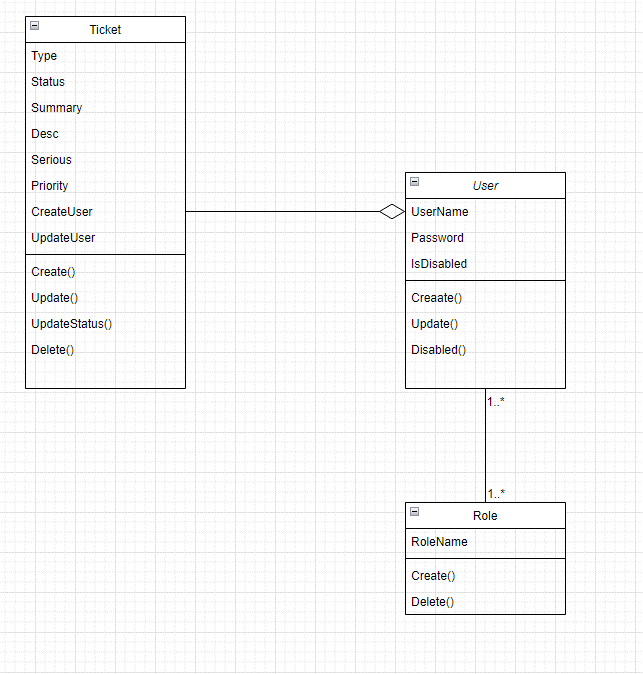 Ticket
Type
Status
Summary
Desc
Serious
Priority
CreateUser
UpdateUser
Create()
Update()
UpdateStatus()
Delete()
User
UserName
Password
IsDisabled
Creaate()
Update()
Disabled()
1..*
1..*
Role
RoleName
Create()
Delete()